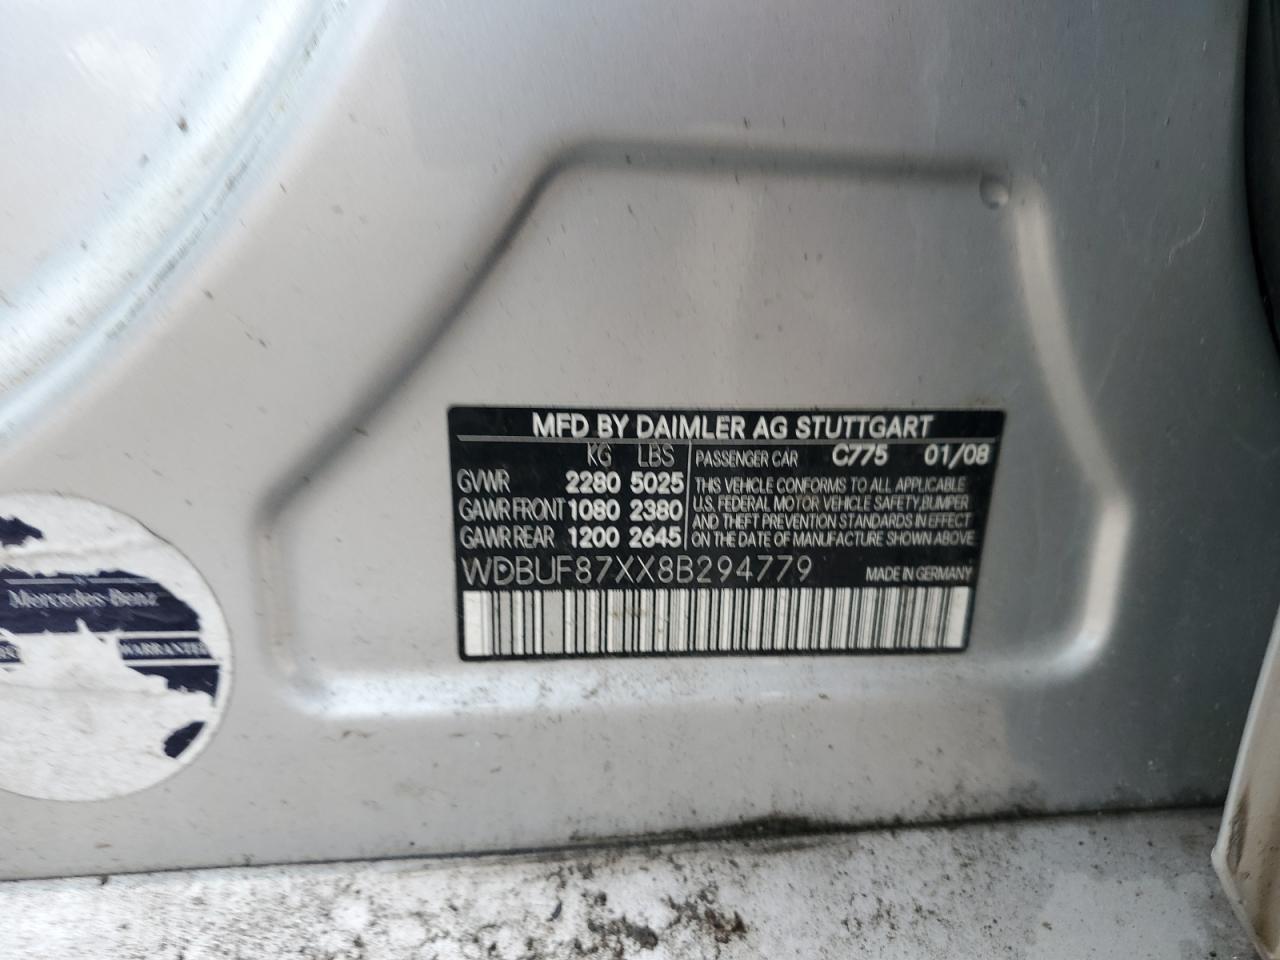 MFD BY DAIMLER AG STUTTGART
KG LBS
GVWR 2280 5025
GAWR FRONT 1080 2380
GAWR REAR 1200 2645
PASSENGER CAR C775 01/08
THIS VEHICLE CONFORMS TO ALL APPLICABLE
U.S. FEDERAL MOTOR VEHICLE SAFETY,BUMPER
AND THEFT PREVENTION STANDARDS IN EFFECT
ON THE DATE OF MANUFACTURE SHOWN ABOVE
WDBUF87XX8B294779 MADE IN GERMANY
Mercedes-Benz
WARRANTED